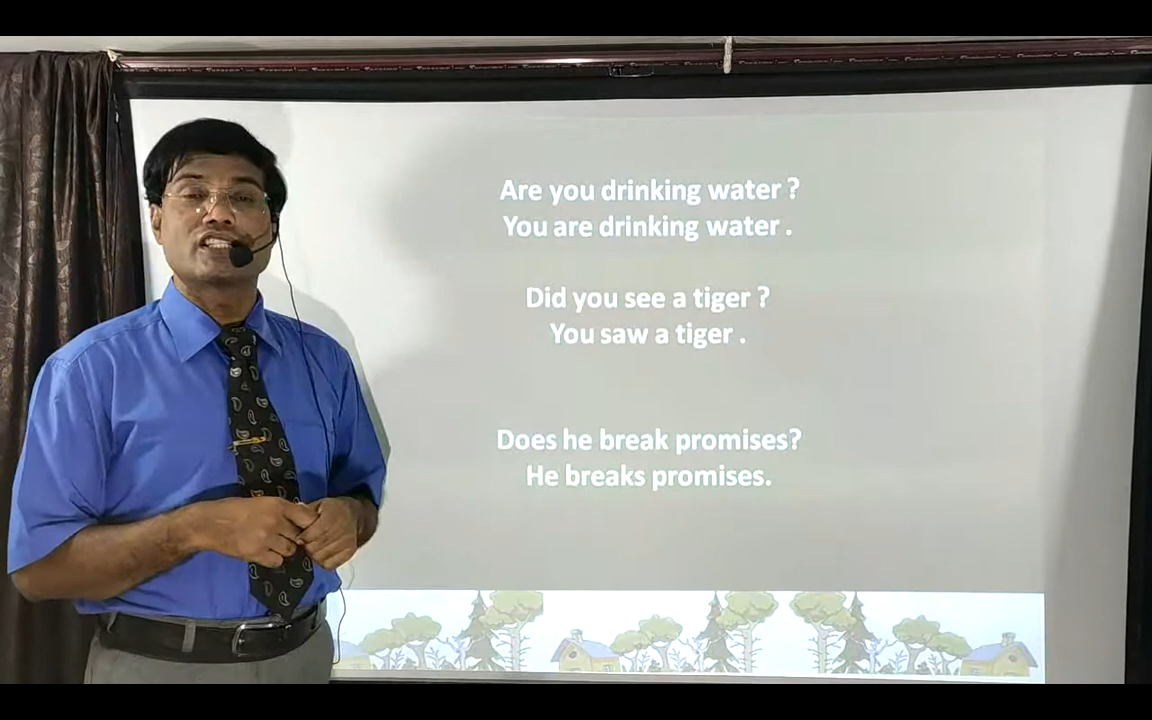 Are you drinking water ?
You are drinking water .
Did you see a tiger ?
You saw a tiger .
Does he break promises?
He breaks promises.